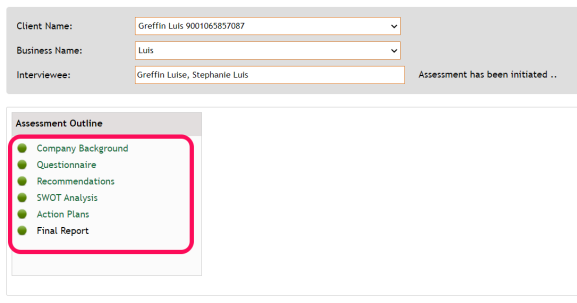 Client Name: Greffin Luis 9001065857087
Business Name: Luis
Interviewee: Greffin Luise, Stephanie Luis Assessment has been initiated ..
Assessment Outline
Company Background
Questionnaire
Recommendations
SWOT Analysis
Action Plans
Final Report